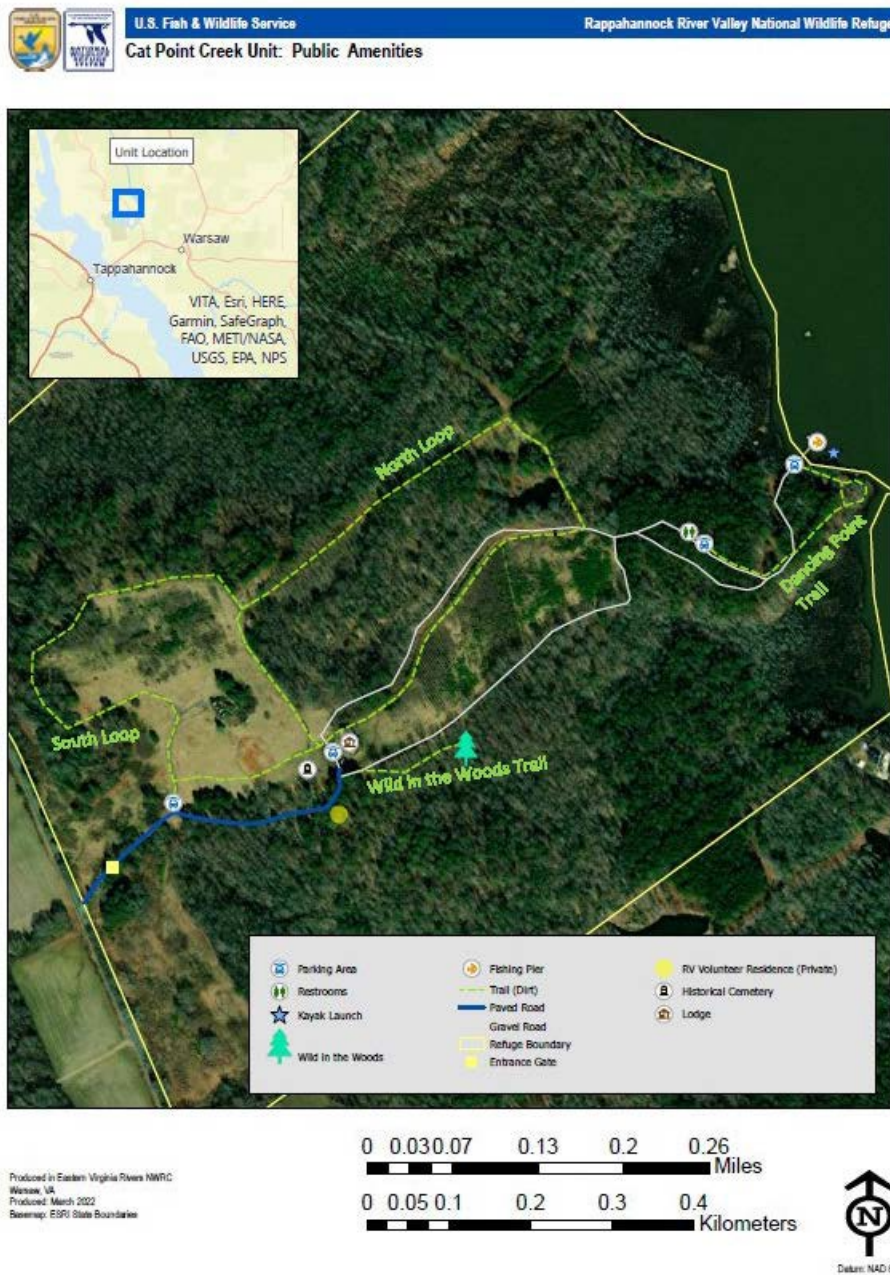 U.S. Fish & Wildlife Service
Rappahannock River Valley National Wildlife Refuge
Cat Point Creek Unit: Public Amenities
Unit Location
Warsaw
Tappahannock
VITA, Esri, HERE,
Garmin, SafeGraph,
FAO, METI/NASA,
USGS, EPA, NPS
North Loop
Dancing Point
Trail
South Loop
Wild in the Woods Trail
Parking Area
Restrooms
Kayak Launch
Wild in the Woods
Fishing Pier
Trail (Dirt)
Paved Road
Gravel Road
Refuge Boundary
Entrance Gate
RV Volunteer Residence (Private)
Historical Cemetery
Lodge
0 0.030.07 0.13 0.2 0.26
Miles
0 0.05 0.1 0.2 0.3 0.4
Kilometers
Produced in Eastern Virginia Rivers NWRC
Warsaw, VA
Produced: March 2022
Basemap: ESRI State Boundaries
N
Datum: NAD